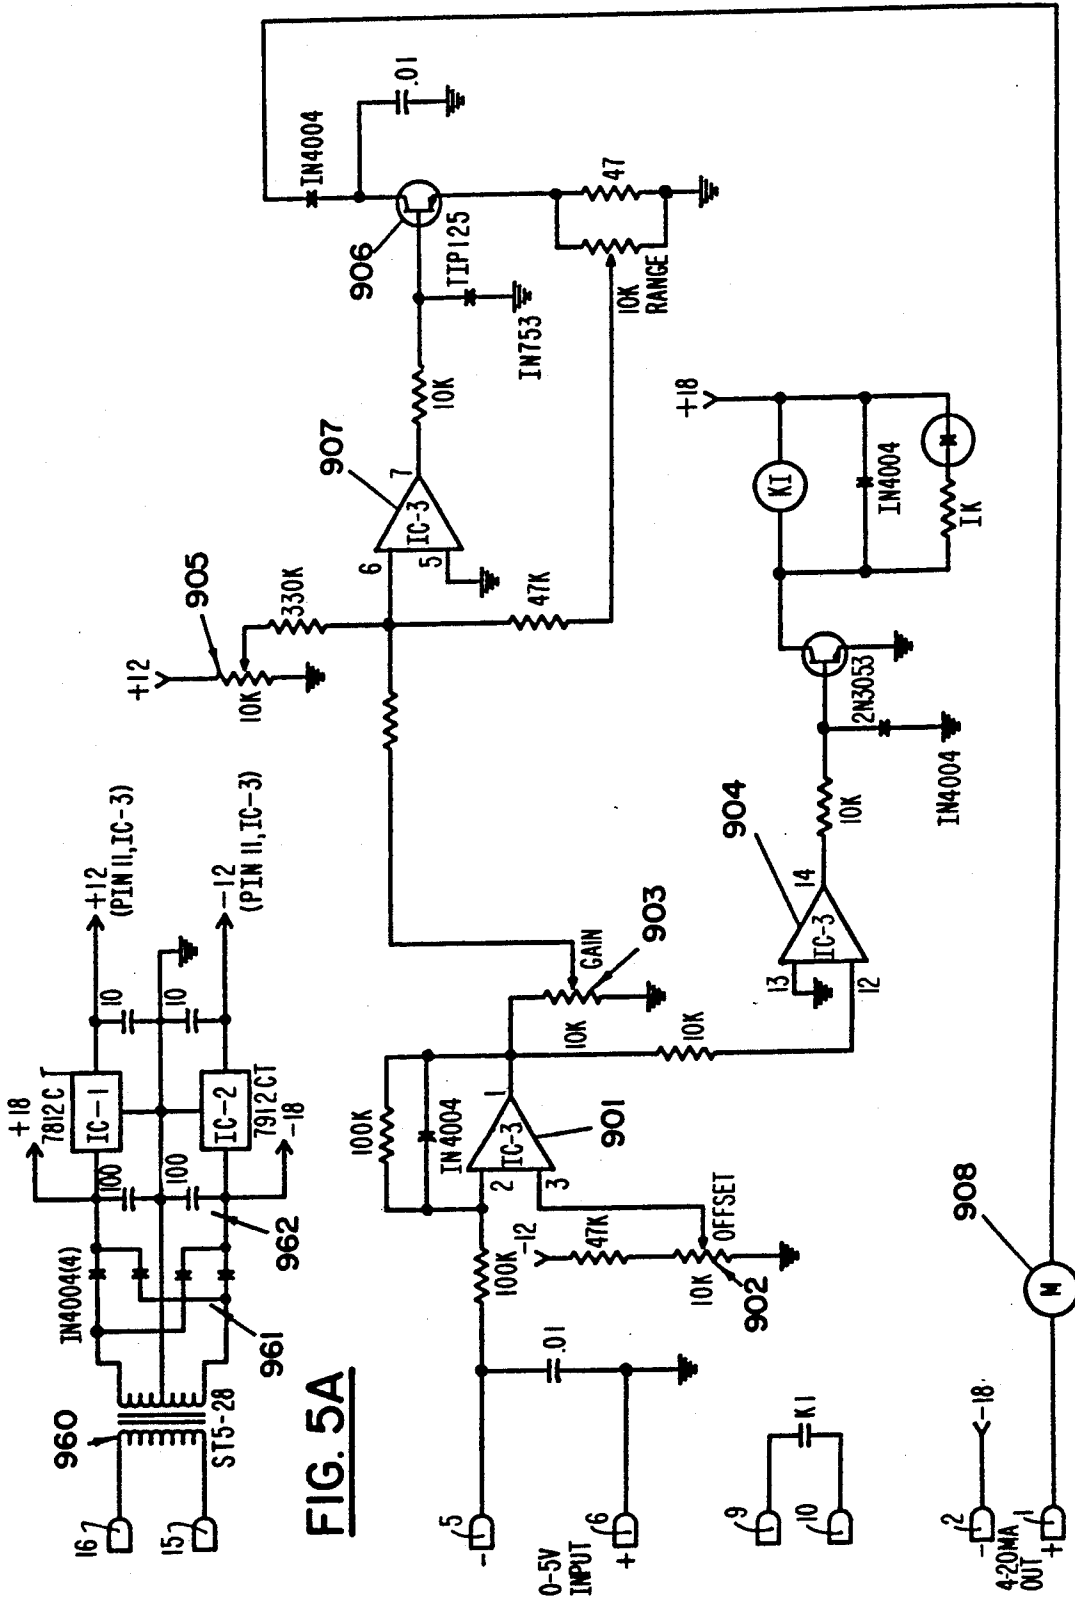 FIG. 5A
16
15
960
ST5-28
961
IN4004(4)
962
100
100
+18
7812 CT
IC-1
IC-2
7912 CT
-18
10
10
+12
(PIN 11, IC-3)
-12
(PIN 11, IC-3)
0-5V
INPUT
-
5
+
6
.01
100K
100K
IN4004
2
3
1
IC-3
901
-12
47K
10K
OFFSET
902
10K
GAIN
903
10K
+12
905
10K
330K
47K
6
5
7
IC-3
907
10K
IN753
TIP125
906
IN4004
.01
47
10K
RANGE
13
12
14
IC-3
904
10K
IN4004
2N3053
+18
KI
IN4004
1K
9
10
K1
4-20MA
OUT
-
2
-18
+
1
908
M